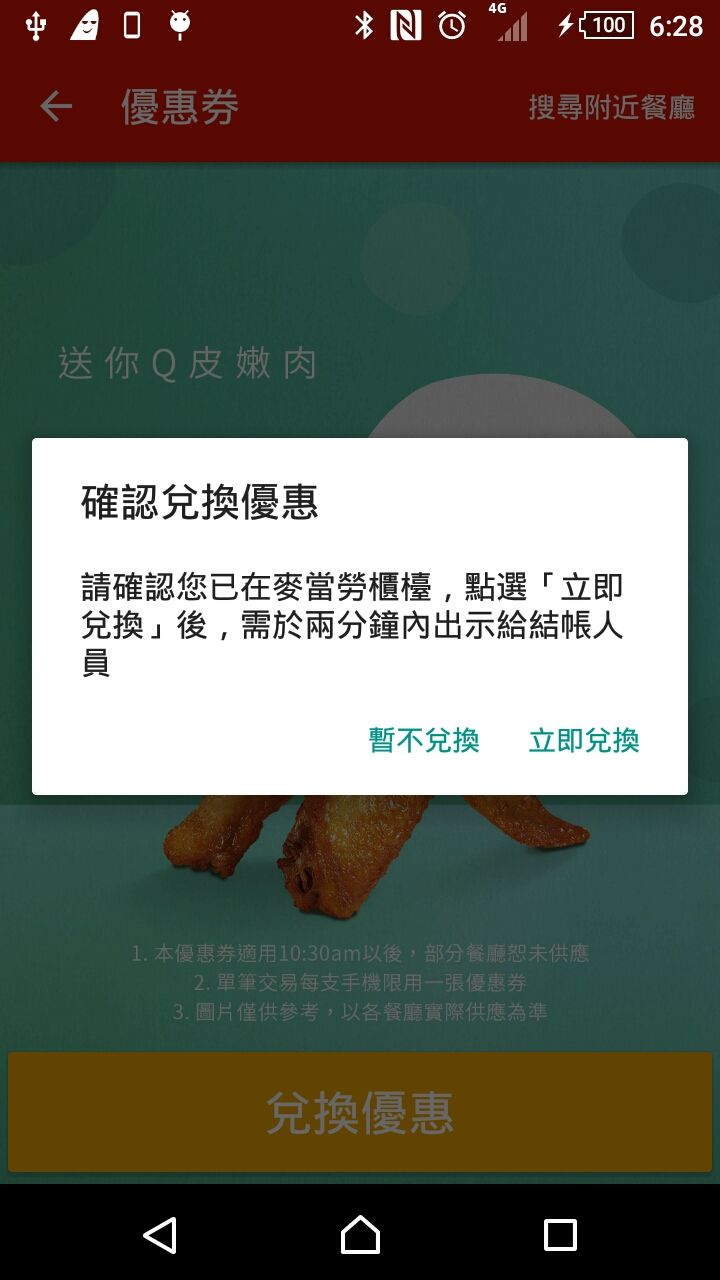 4G
100
6:28
優惠券
搜尋附近餐廳
送你Q皮嫩肉
確認兌換優惠
請確認您已在麥當勞櫃檯，點選「立即
兌換」後，需於兩分鐘內出示給結帳人
員
暫不兌換
立即兌換
1. 本優惠券適用10:30am以後，部分餐廳恕未供應
2. 單筆交易每支手機限用一張優惠券
3. 圖片僅供參考，以各餐廳實際供應為準
兌換優惠